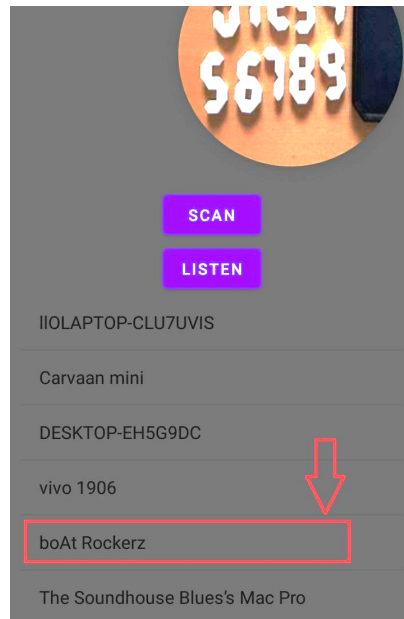 56789
SCAN
LISTEN
llOLAPTOP-CLU7UVIS
Carvaan mini
DESKTOP-EH5G9DC
vivo 1906
boAt Rockerz
The Soundhouse Blues’s Mac Pro